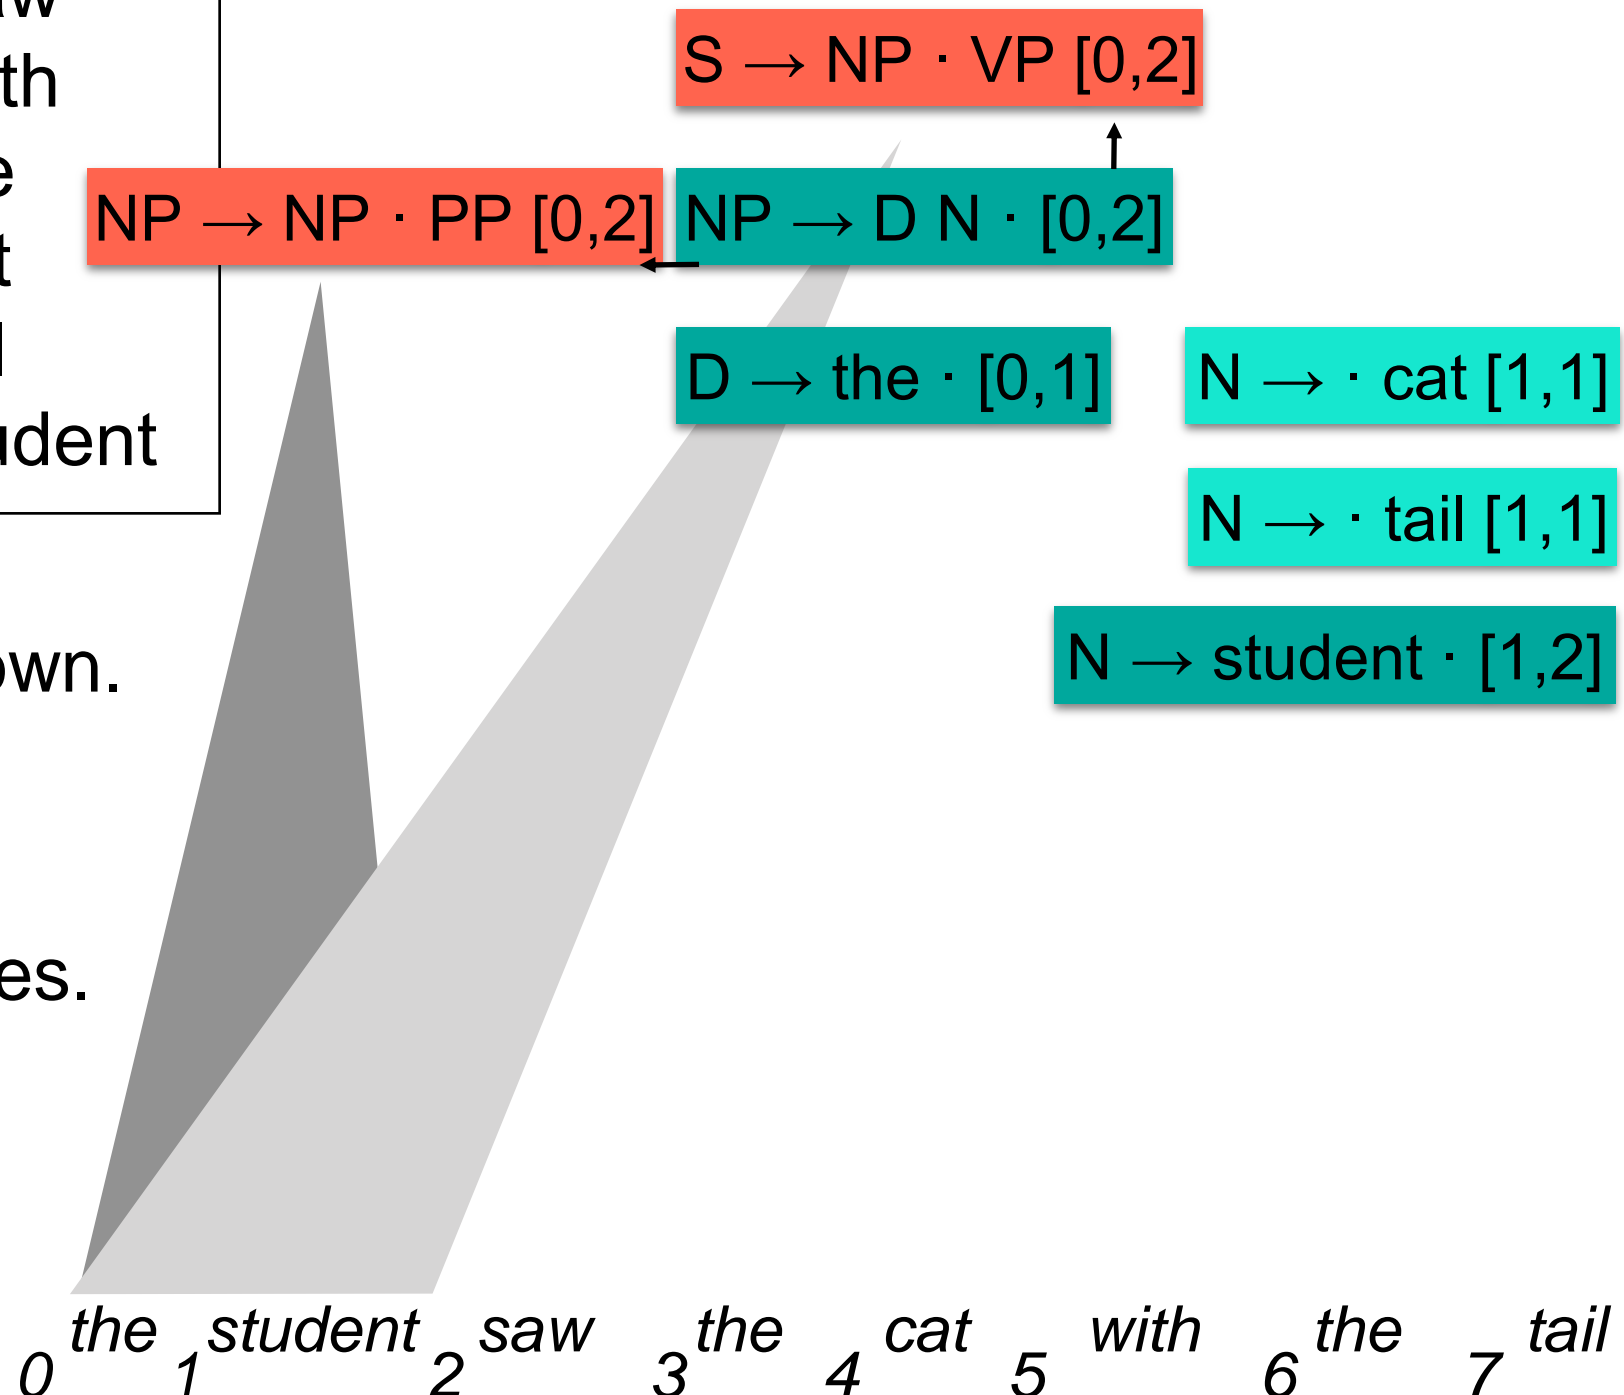 S → NP · VP [0,2]
th
NP → NP · PP [0,2] NP → D N · [0,2]
D → the · [0,1] N → · cat [1,1]
N → · tail [1,1]
N → student · [1,2]
the student saw the cat with the tail
0 1 2 3 4 5 6 7